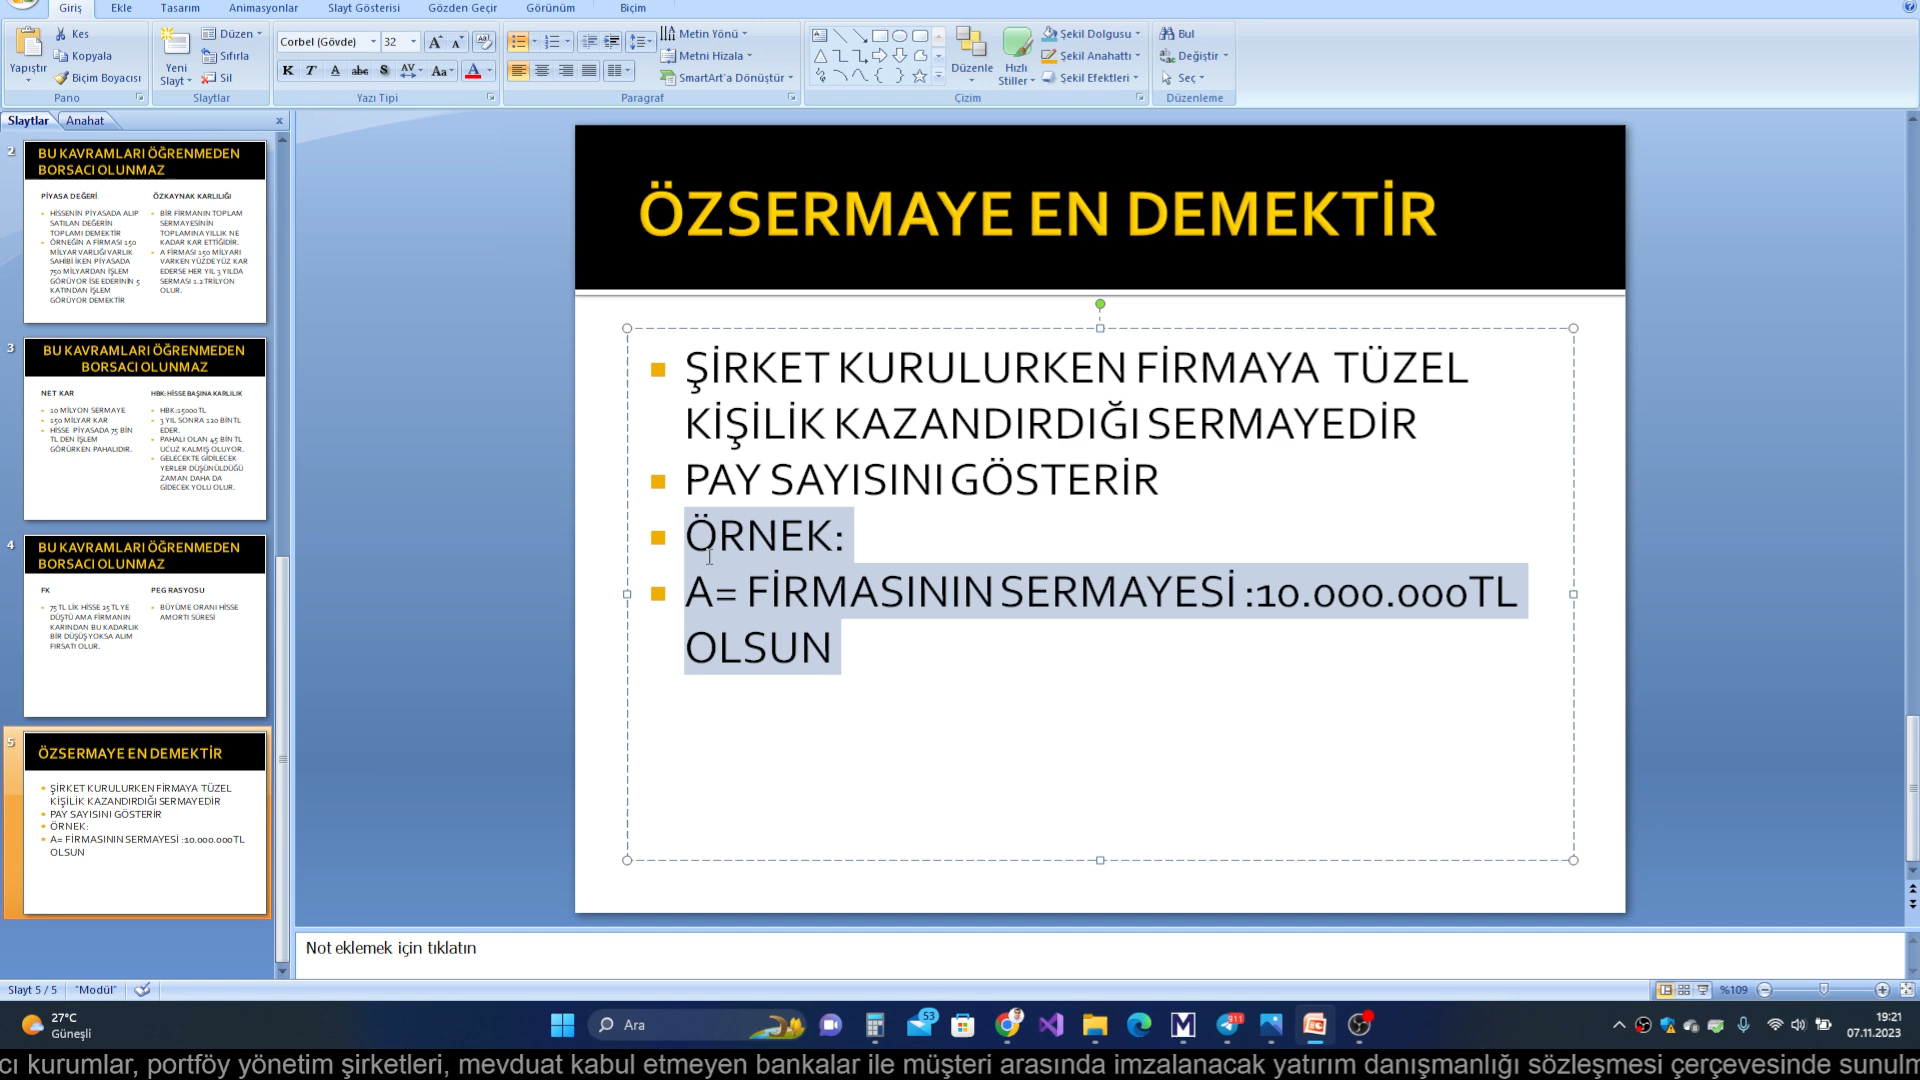 Giriş Ekle Tasarım Animasyonlar Slayt Gösterisi Gözden Geçir Görünüm Biçim
Yapıştır
Kes
Kopyala
Biçim Boyacısı
Pano
Yeni
Slayt
Düzen
Sıfırla
Sil
Slaytlar
Corbel (Gövde) 32
K T A abc S AV Aa A
Yazı Tipi
Metin Yönü
Metni Hizala
SmartArt'a Dönüştür
Paragraf
Düzenle
Hızlı
Stiller
Şekil Dolgusu
Şekil Anahattı
Şekil Efektleri
Çizim
Bul
Değiştir
Seç
Düzenleme
Slaytlar Anahat
2
BU KAVRAMLARI ÖĞRENMEDEN
BORSACI OLUNMAZ
PİYASA DEĞERİ
HİSSENİN PİYASADA ALIP
SATILAN DEĞERİN
TOPLAMI DEMEKTİR
ÖRNEĞİN A FİRMASI 150
MİLYAR VARLIĞI VARLIK
SAHİBİ İKEN PİYASADA
750 MİLYARDAN İŞLEM
GÖRÜYOR İSE EDERİNİN 5
KATINDAN İŞLEM
GÖRÜYOR DEMEKTİR
ÖZKAYNAK KARLILIĞI
BİR FİRMANIN TOPLAM
SERMAYESİNİN
TOPLAMINA YILLIK NE
KADAR KAR ETTİĞİDİR.
A FİRMASI 150 MİLYARI
VARKEN YÜZDE YÜZ KAR
EDERSE HER YIL 3 YILDA
SERMASI 1.2 TRİLYON
OLUR.
3
BU KAVRAMLARI ÖĞRENMEDEN
BORSACI OLUNMAZ
NET KAR
10 MİLYON SERMAYE
150 MİLYAR KAR
HİSSE PİYASADA 75 BİN
TL DEN İŞLEM
GÖRÜRKEN PAHALIDIR.
HBK: HİSSE BAŞINA KARLILIK
HBK:15000 TL
3 YIL SONRA 120 BİN TL
EDER.
PAHALI OLAN 45 BİN TL
UCUZ KALMIŞ OLUYOR.
GELECEKTE GİDİLECEK
YERLER DÜŞÜNÜLDÜĞÜ
ZAMAN DAHA DA
GİDECEK YOLU OLUR.
4
BU KAVRAMLARI ÖĞRENMEDEN
BORSACI OLUNMAZ
FK
75 TL LİK HİSSE 25 TL YE
DÜŞTÜ AMA FİRMANIN
KARINDAN BU KADARLIK
BİR DÜŞÜŞ YOKSA ALIM
FIRSATI OLUR.
PEG RASYOSU
BÜYÜME ORANI HİSSE
AMORTI SÜRESİ
5
ÖZSERMAYE EN DEMEKTİR
ŞİRKET KURULURKEN FİRMAYA TÜZEL
KİŞİLİK KAZANDIRDIĞI SERMAYEDİR
PAY SAYISINI GÖSTERİR
ÖRNEK:
A= FİRMASININ SERMAYESİ :10.000.000TL
OLSUN
ÖZSERMAYE EN DEMEKTİR
ŞİRKET KURULURKEN FİRMAYA TÜZEL
KİŞİLİK KAZANDIRDIĞI SERMAYEDİR
PAY SAYISINI GÖSTERİR
ÖRNEK:
A= FİRMASININ SERMAYESİ :10.000.000TL
OLSUN
Not eklemek için tıklatın
Slayt 5 / 5 "Modül" %109
27°C
Güneşli
Ara
53
911
19:21
07.11.2023
cı kurumlar, portföy yönetim şirketleri, mevduat kabul etmeyen bankalar ile müşteri arasında imzalanacak yatırım danışmanlığı sözleşmesi çerçevesinde sunulm